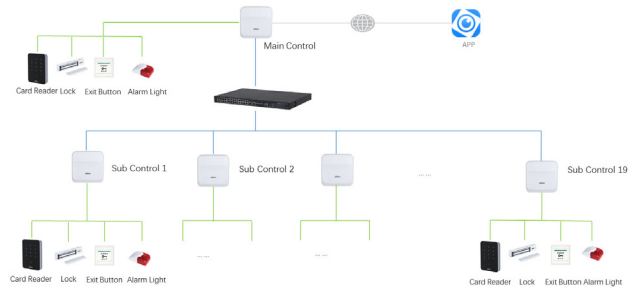 Main Control
APP
Card Reader Lock Exit Button Alarm Light
Sub Control 1
Sub Control 2
... ...
Sub Control 19
Card Reader Lock Exit Button Alarm Light
... ...
... ...
Card Reader Lock Exit Button Alarm Light